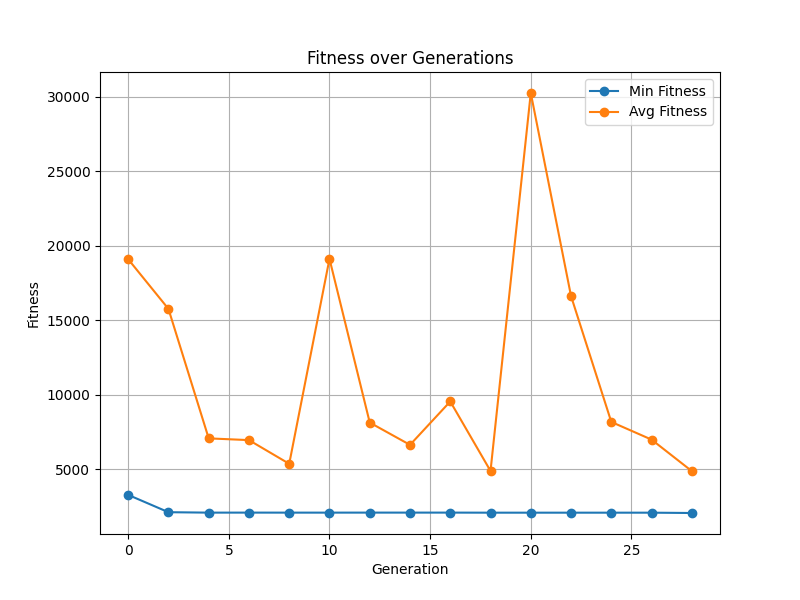 Fitness over Generations
Min Fitness
Avg Fitness
30000
25000
20000
15000
10000
5000
Fitness
0
5
10
15
20
25
Generation